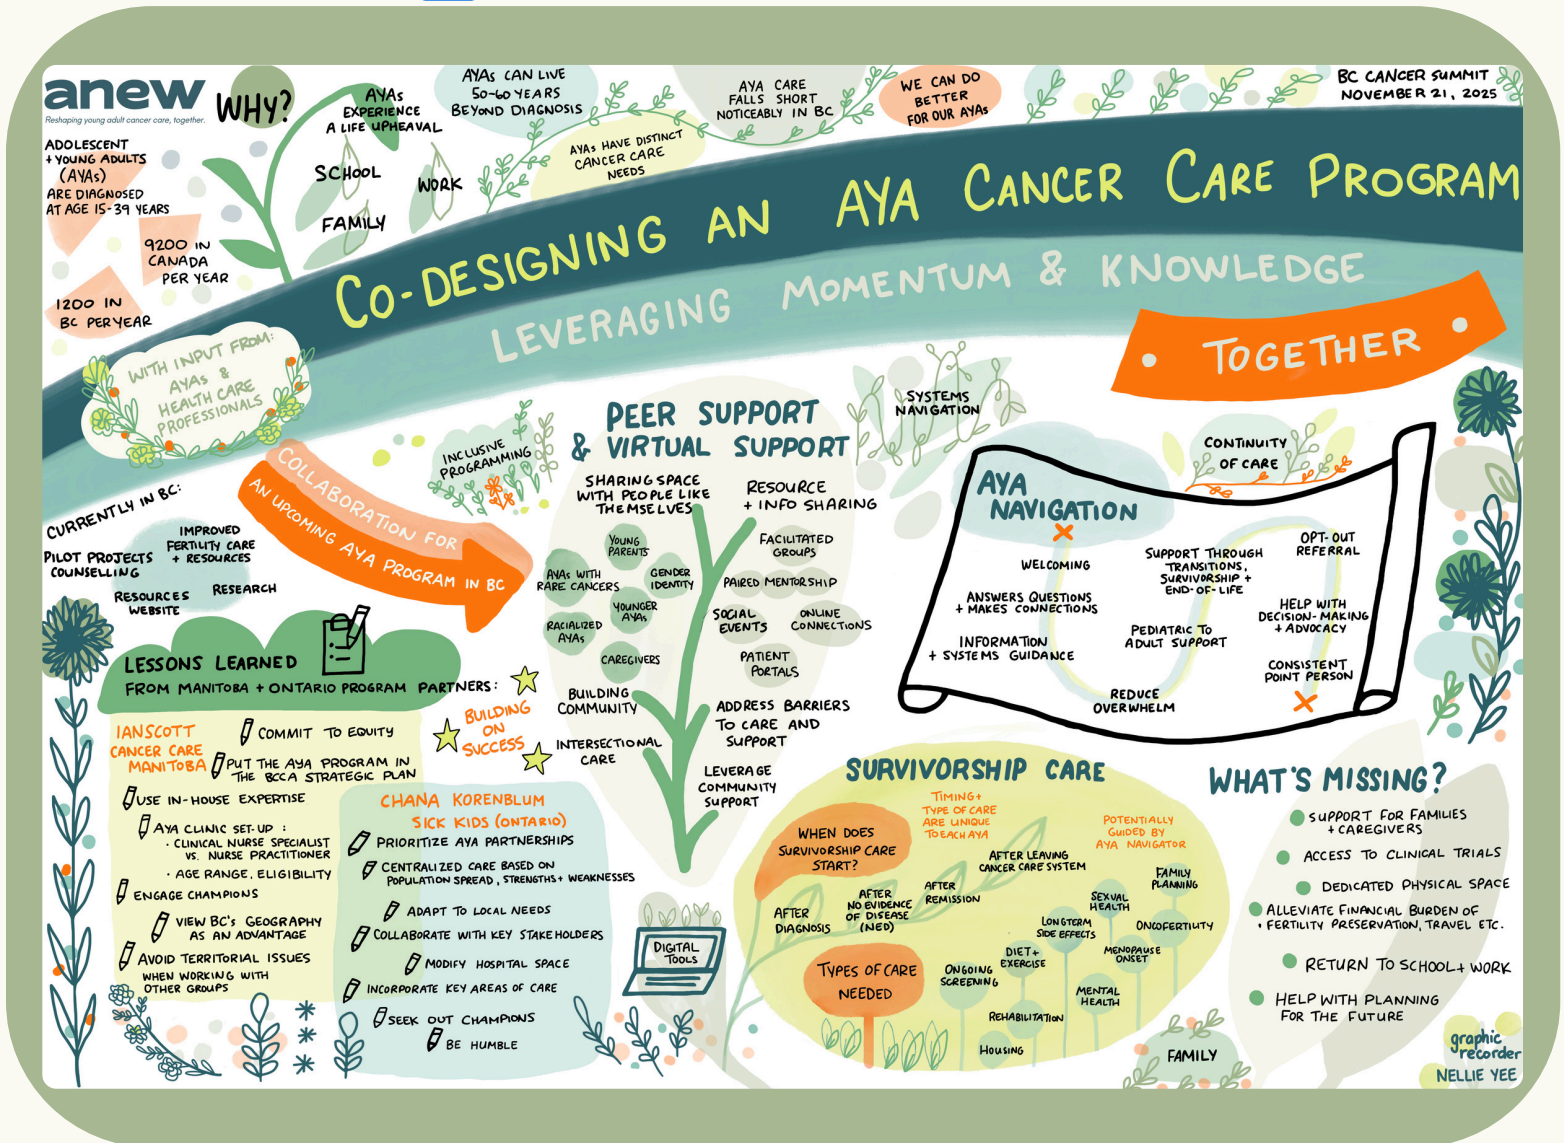 anew
Reshaping young adult cancer care, together.
WHY?
ADOLESCENT
+ YOUNG ADULTS
(AYAs)
ARE DIAGNOSED
AT AGE 15-39 YEARS
9200 IN
CANADA
PER YEAR
1200 IN
BC PER YEAR
AYAs
EXPERIENCE
A LIFE UPHEAVAL
SCHOOL
WORK
FAMILY
AYAs CAN LIVE
50-60 YEARS
BEYOND DIAGNOSIS
AYAs HAVE DISTINCT
CANCER CARE
NEEDS
AYA CARE
FALLS SHORT
NOTICEABLY IN BC
WE CAN DO
BETTER
FOR OUR AYAs
BC CANCER SUMMIT
NOVEMBER 21, 2025
CO-DESIGNING AN AYA CANCER CARE PROGRAM
LEVERAGING MOMENTUM & KNOWLEDGE
TOGETHER
WITH INPUT FROM:
AYAs &
HEALTH CARE
PROFESSIONALS
COLLABORATION FOR
AN UPCOMING AYA PROGRAM IN BC
CURRENTLY IN BC:
IMPROVED
FERTILITY CARE
+ RESOURCES
PILOT PROJECTS
COUNSELLING
RESOURCES
WEBSITE
RESEARCH
LESSONS LEARNED
FROM MANITOBA + ONTARIO PROGRAM PARTNERS:
IAN SCOTT
CANCER CARE
MANITOBA
COMMIT TO EQUITY
PUT THE AYA PROGRAM IN
THE BCCA STRATEGIC PLAN
USE IN-HOUSE EXPERTISE
AYA CLINIC SET-UP :
• CLINICAL NURSE SPECIALIST
VS. NURSE PRACTITIONER
• AGE RANGE, ELIGIBILITY
ENGAGE CHAMPIONS
VIEW BC's GEOGRAPHY
AS AN ADVANTAGE
AVOID TERRITORIAL ISSUES
WHEN WORKING WITH
OTHER GROUPS
BUILDING
ON
SUCCESS
CHANA KORENBLUM
SICK KIDS (ONTARIO)
PRIORITIZE AYA PARTNERSHIPS
CENTRALIZED CARE BASED ON
POPULATION SPREAD, STRENGTHS + WEAKNESSES
ADAPT TO LOCAL NEEDS
COLLABORATE WITH KEY STAKEHOLDERS
MODIFY HOSPITAL SPACE
INCORPORATE KEY AREAS OF CARE
SEEK OUT CHAMPIONS
BE HUMBLE
INCLUSIVE
PROGRAMMING
PEER SUPPORT
& VIRTUAL SUPPORT
SHARING SPACE
WITH PEOPLE LIKE
THEMSELVES
YOUNG
PARENTS
AYAs WITH
RARE CANCERS
GENDER
IDENTITY
YOUNGER
AYAs
RACIALIZED
AYAs
CAREGIVERS
RESOURCE
+ INFO SHARING
FACILITATED
GROUPS
PAIRED MENTORSHIP
SOCIAL
EVENTS
ONLINE
CONNECTIONS
PATIENT
PORTALS
BUILDING
COMMUNITY
INTERSECTIONAL
CARE
ADDRESS BARRIERS
TO CARE AND
SUPPORT
LEVERAGE
COMMUNITY
SUPPORT
DIGITAL
TOOLS
SYSTEMS
NAVIGATION
CONTINUITY
OF CARE
AYA
NAVIGATION
WELCOMING
ANSWERS QUESTIONS
+ MAKES CONNECTIONS
INFORMATION
+ SYSTEMS GUIDANCE
REDUCE
OVERWHELM
PEDIATRIC TO
ADULT SUPPORT
SUPPORT THROUGH
TRANSITIONS,
SURVIVORSHIP +
END-OF-LIFE
OPT-OUT
REFERRAL
HELP WITH
DECISION-MAKING
+ ADVOCACY
CONSISTENT
POINT PERSON
SURVIVORSHIP CARE
WHEN DOES
SURVIVORSHIP CARE
START?
TIMING +
TYPE OF CARE
ARE UNIQUE
TO EACH AYA
POTENTIALLY
GUIDED BY
AYA NAVIGATOR
AFTER
DIAGNOSIS
AFTER
NO EVIDENCE
OF DISEASE
(NED)
AFTER
REMISSION
AFTER LEAVING
CANCER CARE SYSTEM
TYPES OF CARE
NEEDED
ONGOING
SCREENING
DIET +
EXERCISE
LONGTERM
SIDE EFFECTS
SEXUAL
HEALTH
FAMILY
PLANNING
ONCOFERTILITY
MENOPAUSE
ONSET
MENTAL
HEALTH
REHABILITATION
HOUSING
WHAT'S MISSING?
SUPPORT FOR FAMILIES
+ CAREGIVERS
ACCESS TO CLINICAL TRIALS
DEDICATED PHYSICAL SPACE
ALLEVIATE FINANCIAL BURDEN OF
• FERTILITY PRESERVATION, TRAVEL ETC.
RETURN TO SCHOOL + WORK
HELP WITH PLANNING
FOR THE FUTURE
FAMILY
graphic
recorder
NELLIE YEE